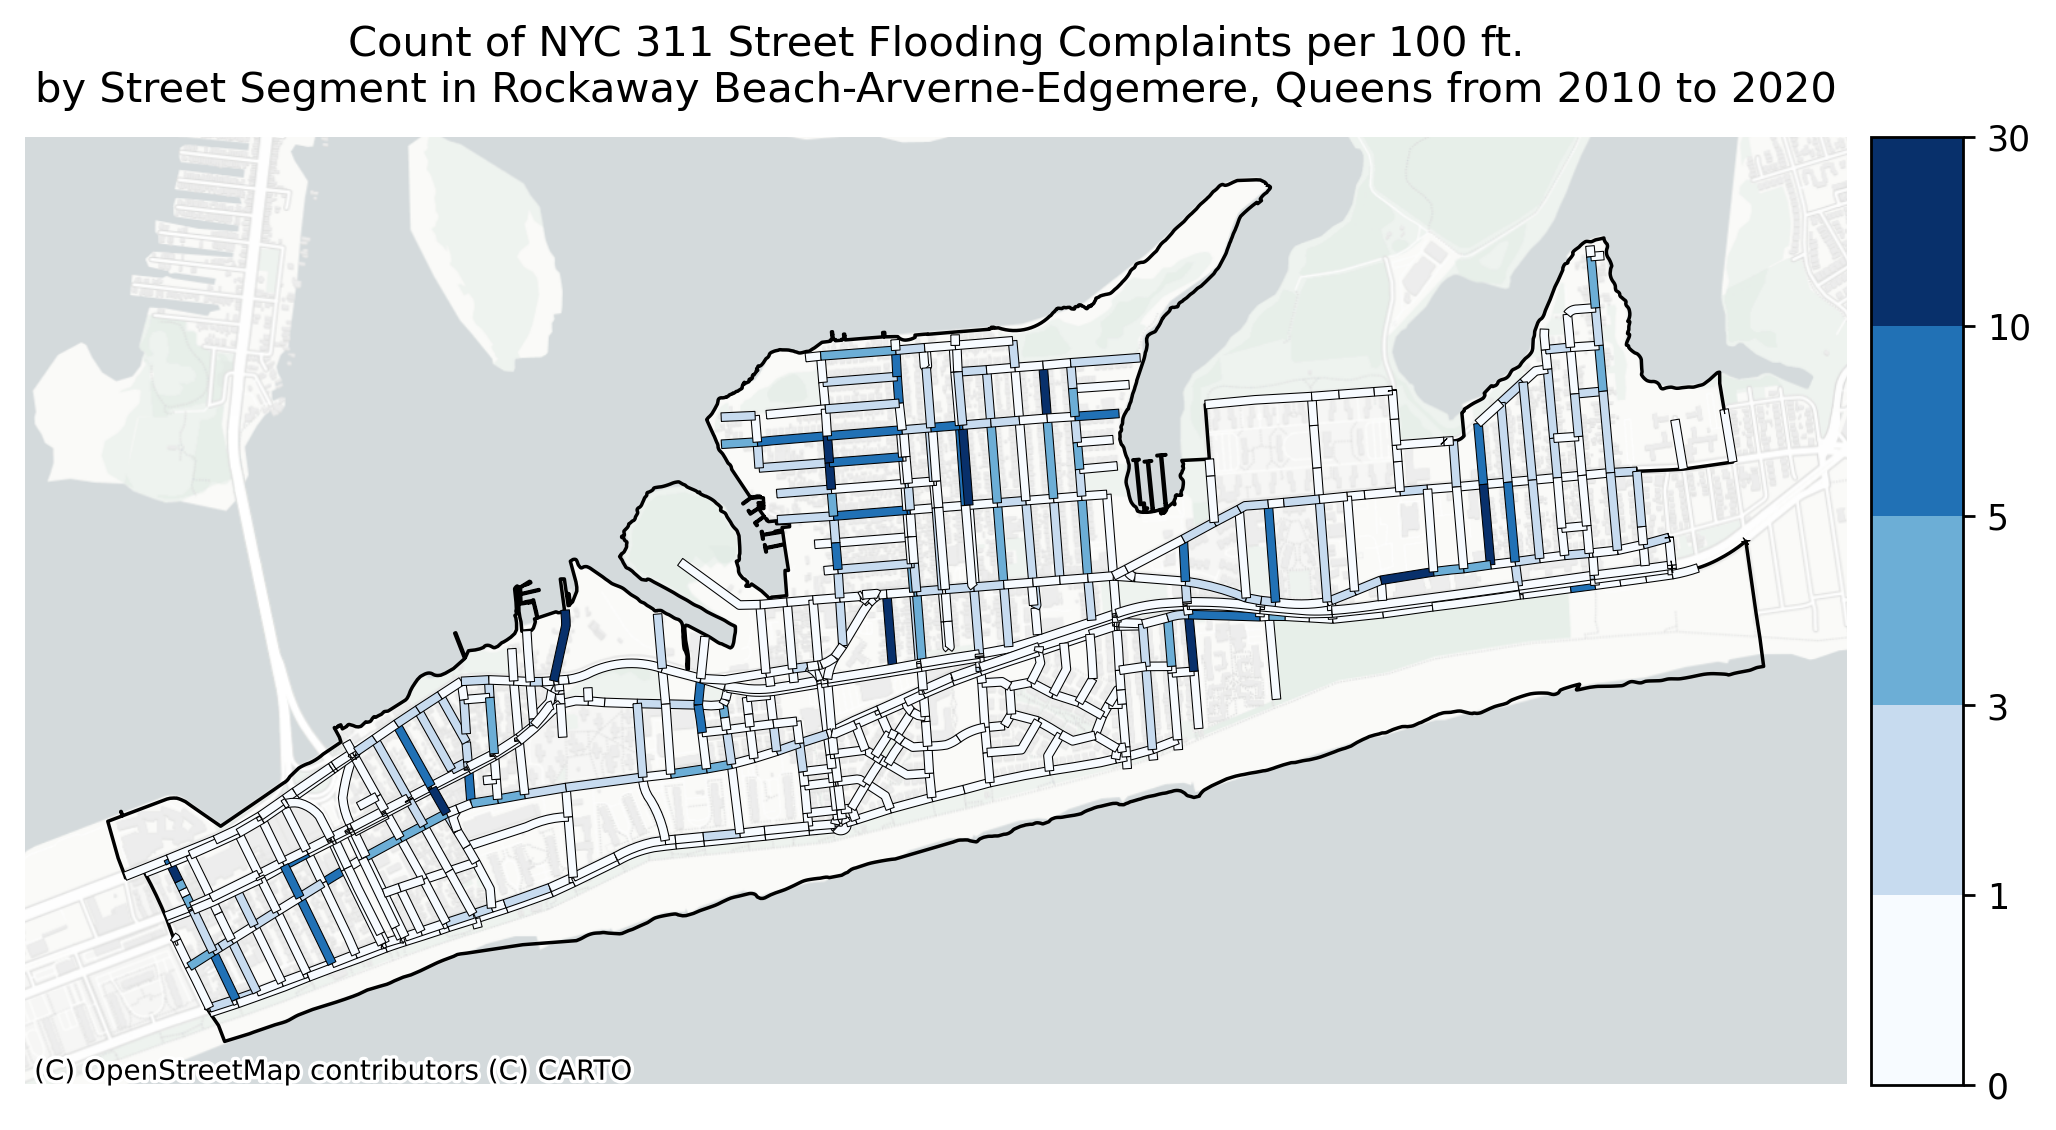 Count of NYC 311 Street Flooding Complaints per 100 ft.
by Street Segment in Rockaway Beach-Arverne-Edgemere, Queens from 2010 to 2020
30
10
5
3
1
0
(C) OpenStreetMap contributors (C) CARTO